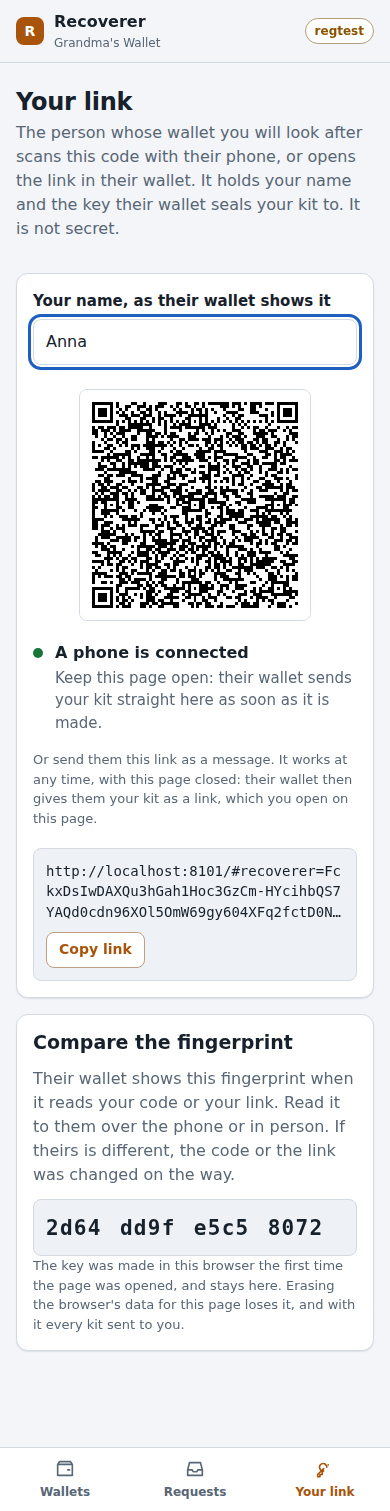 R
Recoverer
Grandma's Wallet
regtest
Your link
The person whose wallet you will look after
scans this code with their phone, or opens
the link in their wallet. It holds your name
and the key their wallet seals your kit to. It
is not secret.
Your name, as their wallet shows it
Anna
A phone is connected
Keep this page open: their wallet sends
your kit straight here as soon as it is
made.
Or send them this link as a message. It works at
any time, with this page closed: their wallet then
gives them your kit as a link, which you open on
this page.
http://localhost:8101/#recoverer=Fc
kxDsIwDAXQu3hGah1Hoc3GzCm-HYcihbQS7
YAQd0cdn96XOl5OmW69gy604XFq2fctD0N…
Copy link
Compare the fingerprint
Their wallet shows this fingerprint when
it reads your code or your link. Read it
to them over the phone or in person. If
theirs is different, the code or the link
was changed on the way.
2d64 dd9f e5c5 8072
The key was made in this browser the first time
the page was opened, and stays here. Erasing
the browser's data for this page loses it, and with
it every kit sent to you.
Wallets
Requests
Your link